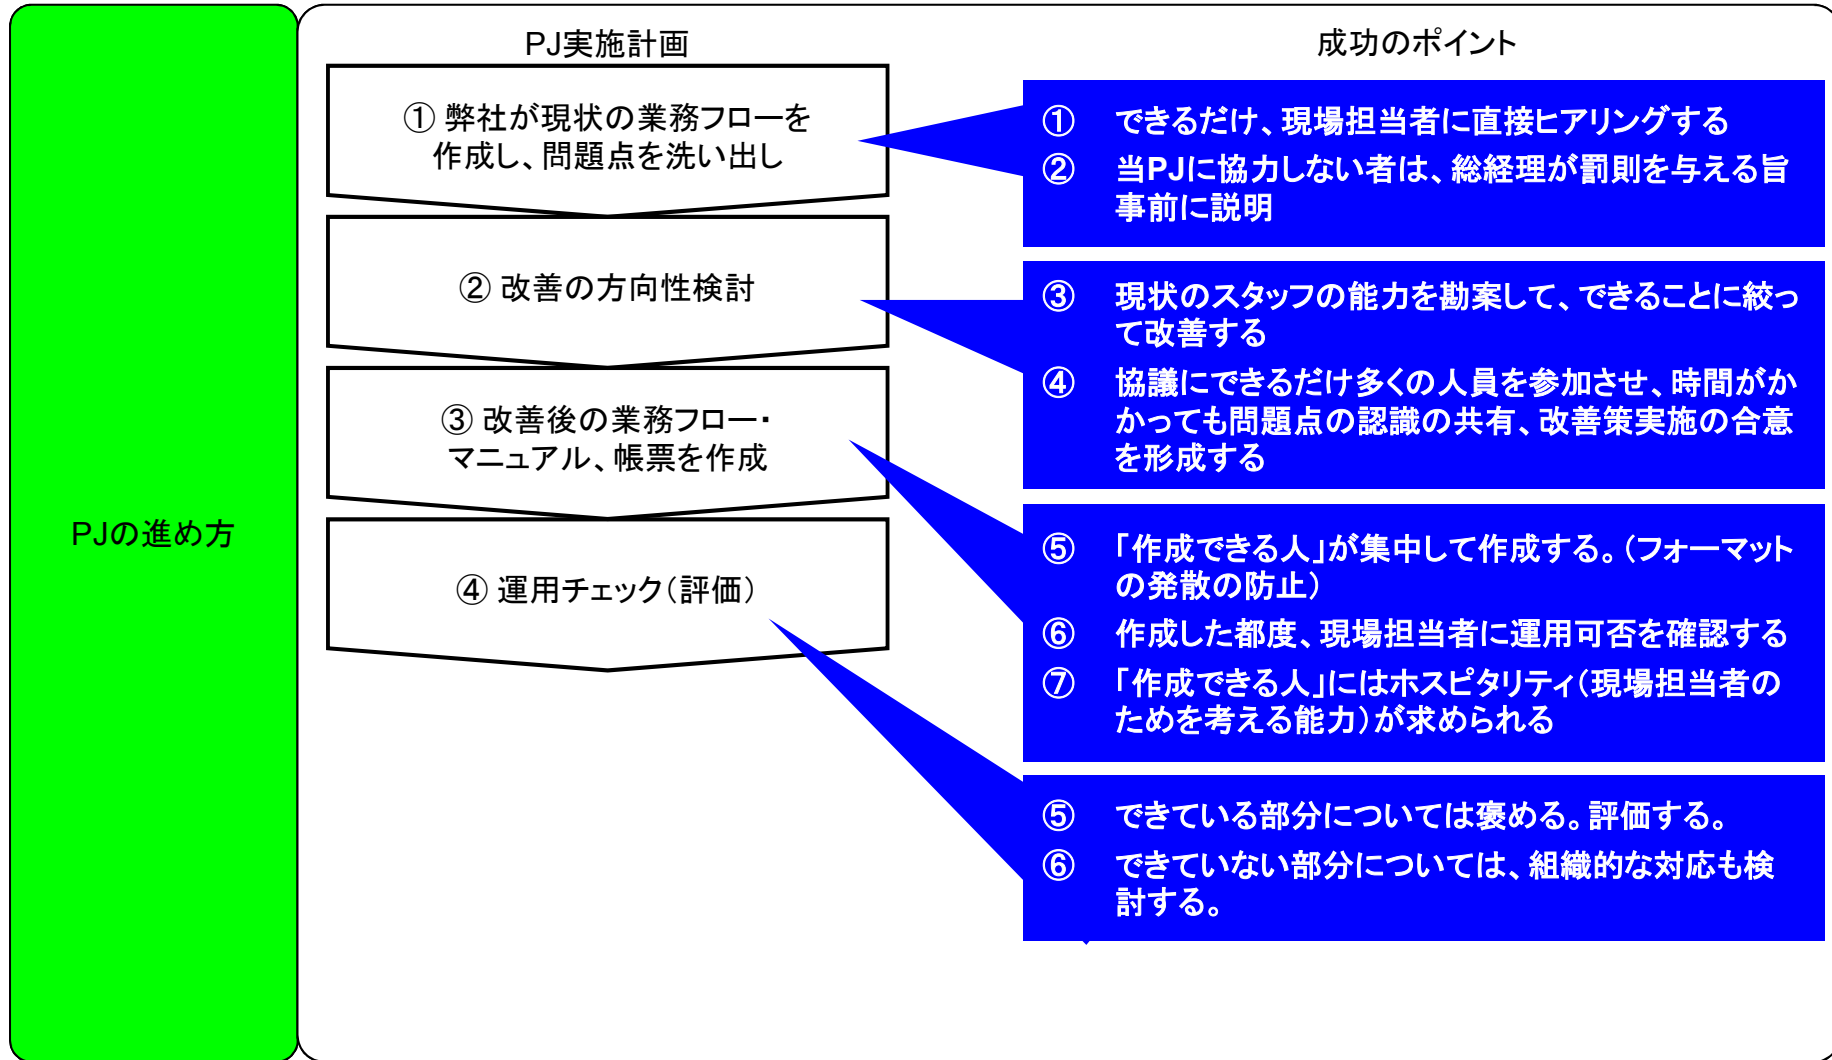 PJの進め方
PJ実施計画
① 弊社が現状の業務フローを
作成し、問題点を洗い出し
② 改善の方向性検討
③ 改善後の業務フロー・
マニュアル、帳票を作成
④ 運用チェック(評価)
成功のポイント
① できるだけ、現場担当者に直接ヒアリングする
② 当PJに協力しない者は、総経理が罰則を与える旨
事前に説明
③ 現状のスタッフの能力を勘案して、できることに絞っ
て改善する
④ 協議にできるだけ多くの人員を参加させ、時間がか
かっても問題点の認識の共有、改善策実施の合意
を形成する
⑤ 「作成できる人」が集中して作成する。(フォーマット
の発散の防止)
⑥ 作成した都度、現場担当者に運用可否を確認する
⑦ 「作成できる人」にはホスピタリティ(現場担当者の
ためを考える能力)が求められる
⑤ できている部分については褒める。評価する。
⑥ できていない部分については、組織的な対応も検
討する。